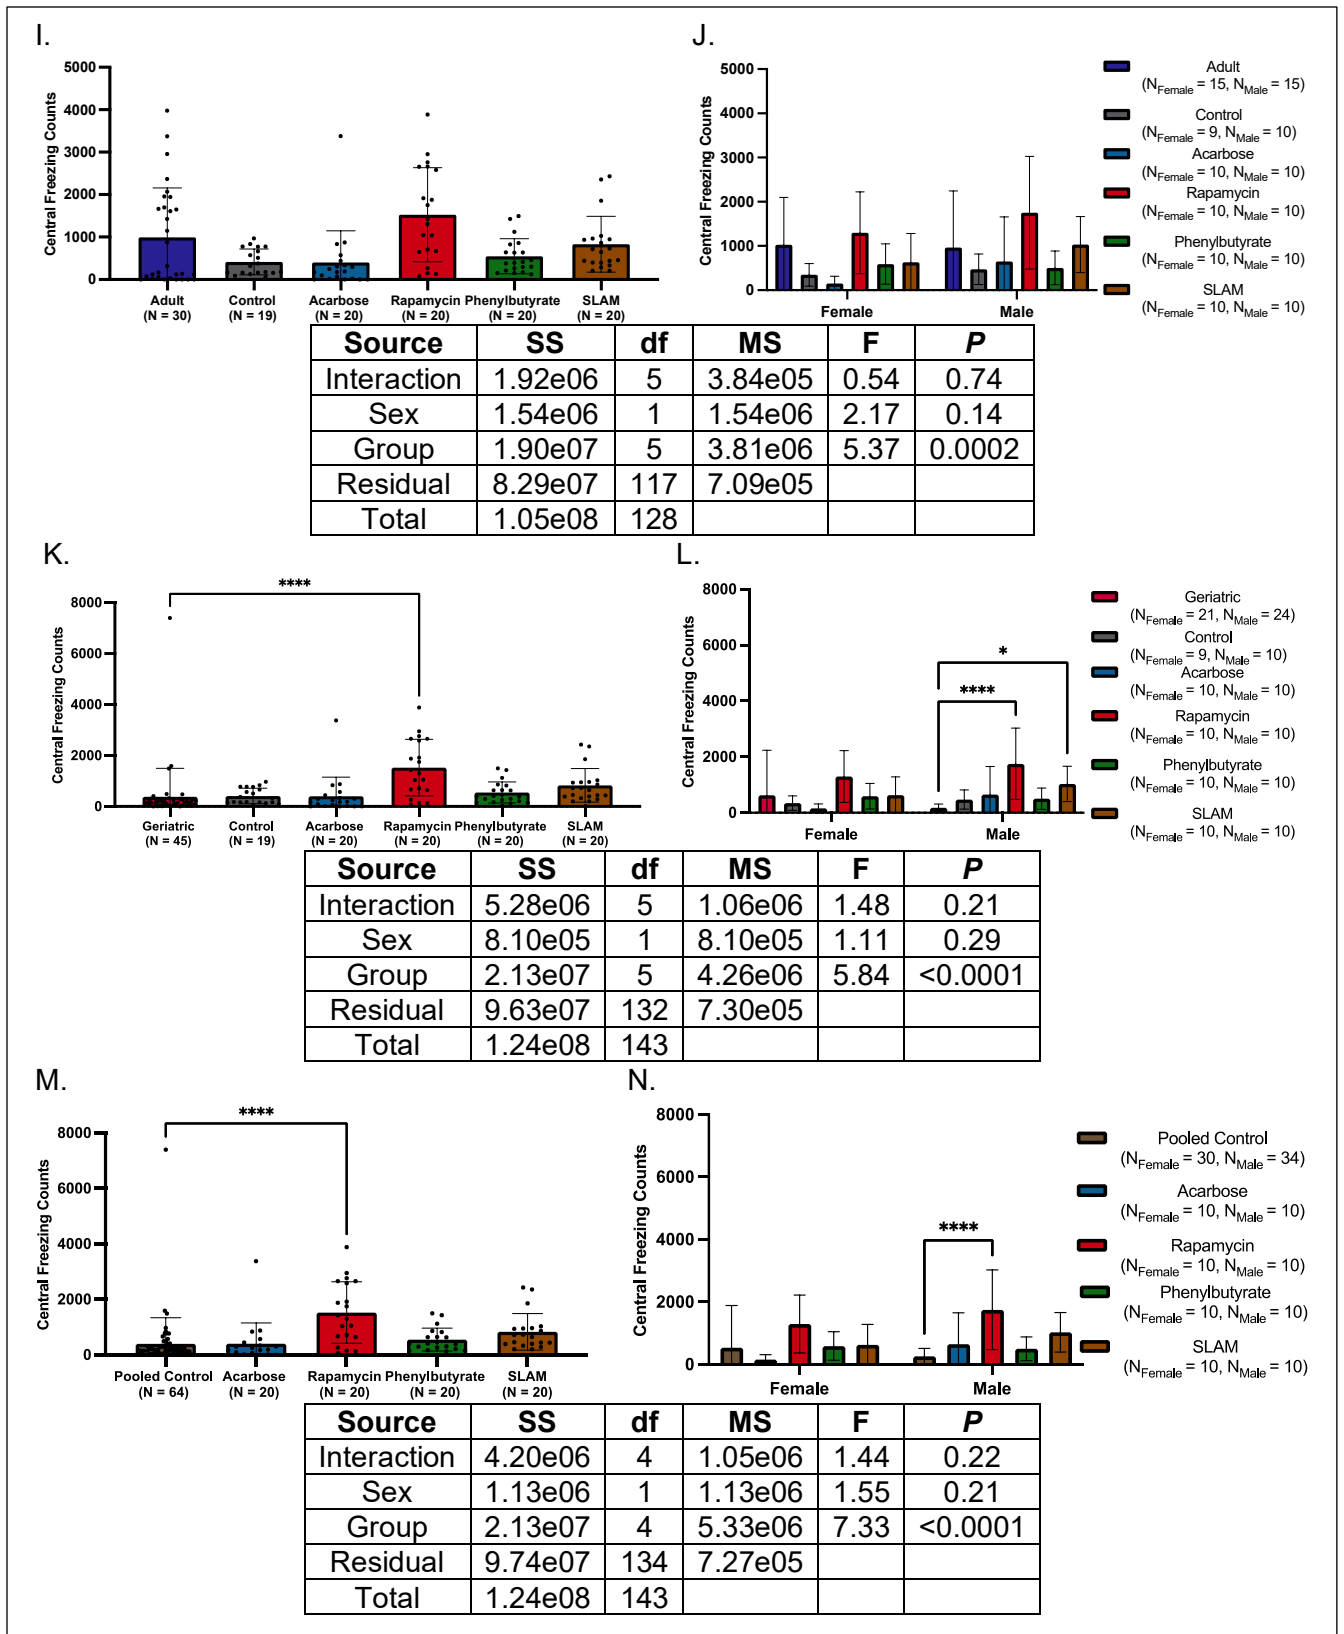 I.
Central Freezing Counts
5000
4000
3000
2000
1000
0
Adult
(N = 30)
Control
(N = 19)
Acarbose
(N = 20)
Rapamycin
(N = 20)
Phenylbutyrate
(N = 20)
SLAM
(N = 20)
J.
Central Freezing Counts
5000
4000
3000
2000
1000
0
Female
Male
Adult
(NFemale = 15, NMale = 15)
Control
(NFemale = 9, NMale = 10)
Acarbose
(NFemale = 10, NMale = 10)
Rapamycin
(NFemale = 10, NMale = 10)
Phenylbutyrate
(NFemale = 10, NMale = 10)
SLAM
(NFemale = 10, NMale = 10)
Source SS df MS F P
Interaction 1.92e06 5 3.84e05 0.54 0.74
Sex 1.54e06 1 1.54e06 2.17 0.14
Group 1.90e07 5 3.81e06 5.37 0.0002
Residual 8.29e07 117 7.09e05
Total 1.05e08 128
K.
Central Freezing Counts
8000
6000
4000
2000
0
****
Geriatric
(N = 45)
Control
(N = 19)
Acarbose
(N = 20)
Rapamycin
(N = 20)
Phenylbutyrate
(N = 20)
SLAM
(N = 20)
L.
Central Freezing Counts
8000
6000
4000
2000
0
*
****
Female
Male
Geriatric
(NFemale = 21, NMale = 24)
Control
(NFemale = 9, NMale = 10)
Acarbose
(NFemale = 10, NMale = 10)
Rapamycin
(NFemale = 10, NMale = 10)
Phenylbutyrate
(NFemale = 10, NMale = 10)
SLAM
(NFemale = 10, NMale = 10)
Source SS df MS F P
Interaction 5.28e06 5 1.06e06 1.48 0.21
Sex 8.10e05 1 8.10e05 1.11 0.29
Group 2.13e07 5 4.26e06 5.84 <0.0001
Residual 9.63e07 132 7.30e05
Total 1.24e08 143
M.
Central Freezing Counts
8000
6000
4000
2000
0
****
Pooled Control
(N = 64)
Acarbose
(N = 20)
Rapamycin
(N = 20)
Phenylbutyrate
(N = 20)
SLAM
(N = 20)
N.
Central Freezing Counts
8000
6000
4000
2000
0
****
Female
Male
Pooled Control
(NFemale = 30, NMale = 34)
Acarbose
(NFemale = 10, NMale = 10)
Rapamycin
(NFemale = 10, NMale = 10)
Phenylbutyrate
(NFemale = 10, NMale = 10)
SLAM
(NFemale = 10, NMale = 10)
Source SS df MS F P
Interaction 4.20e06 4 1.05e06 1.44 0.22
Sex 1.13e06 1 1.13e06 1.55 0.21
Group 2.13e07 4 5.33e06 7.33 <0.0001
Residual 9.74e07 134 7.27e05
Total 1.24e08 143